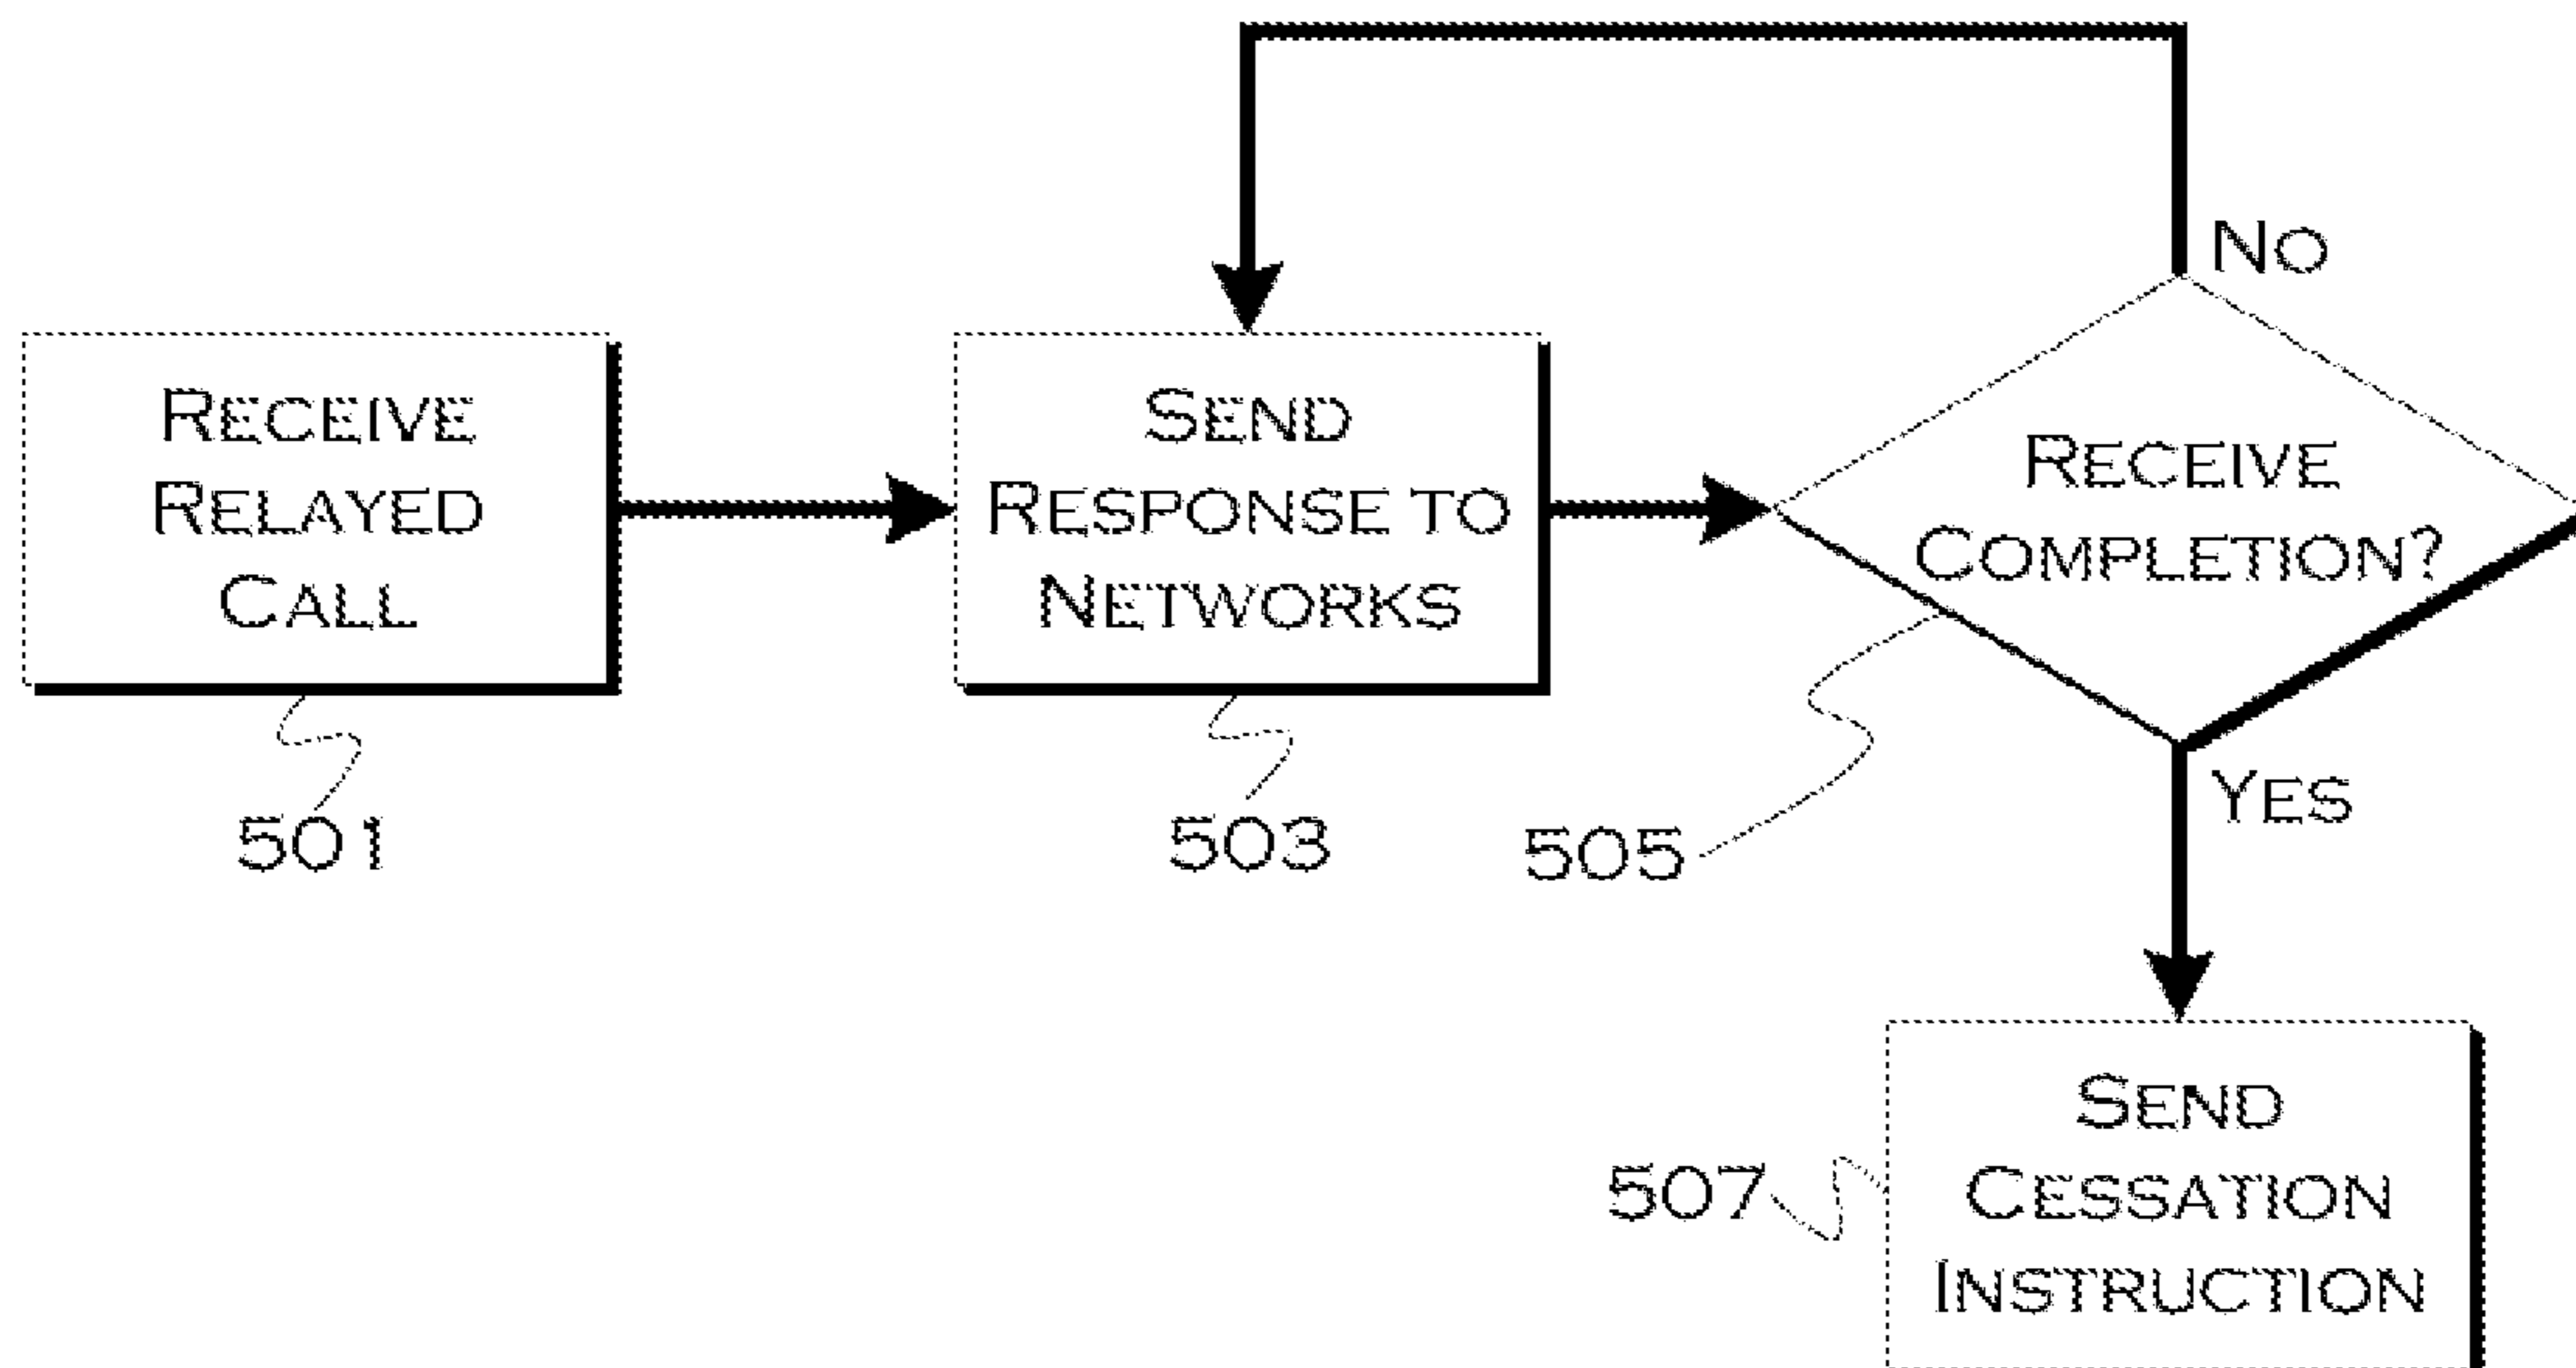 RECEIVE
RELAYED
CALL
501
SEND
RESPONSE TO
NETWORKS
503
RECEIVE
COMPLETION?
505
NO
YES
SEND
CESSATION
INSTRUCTION
507